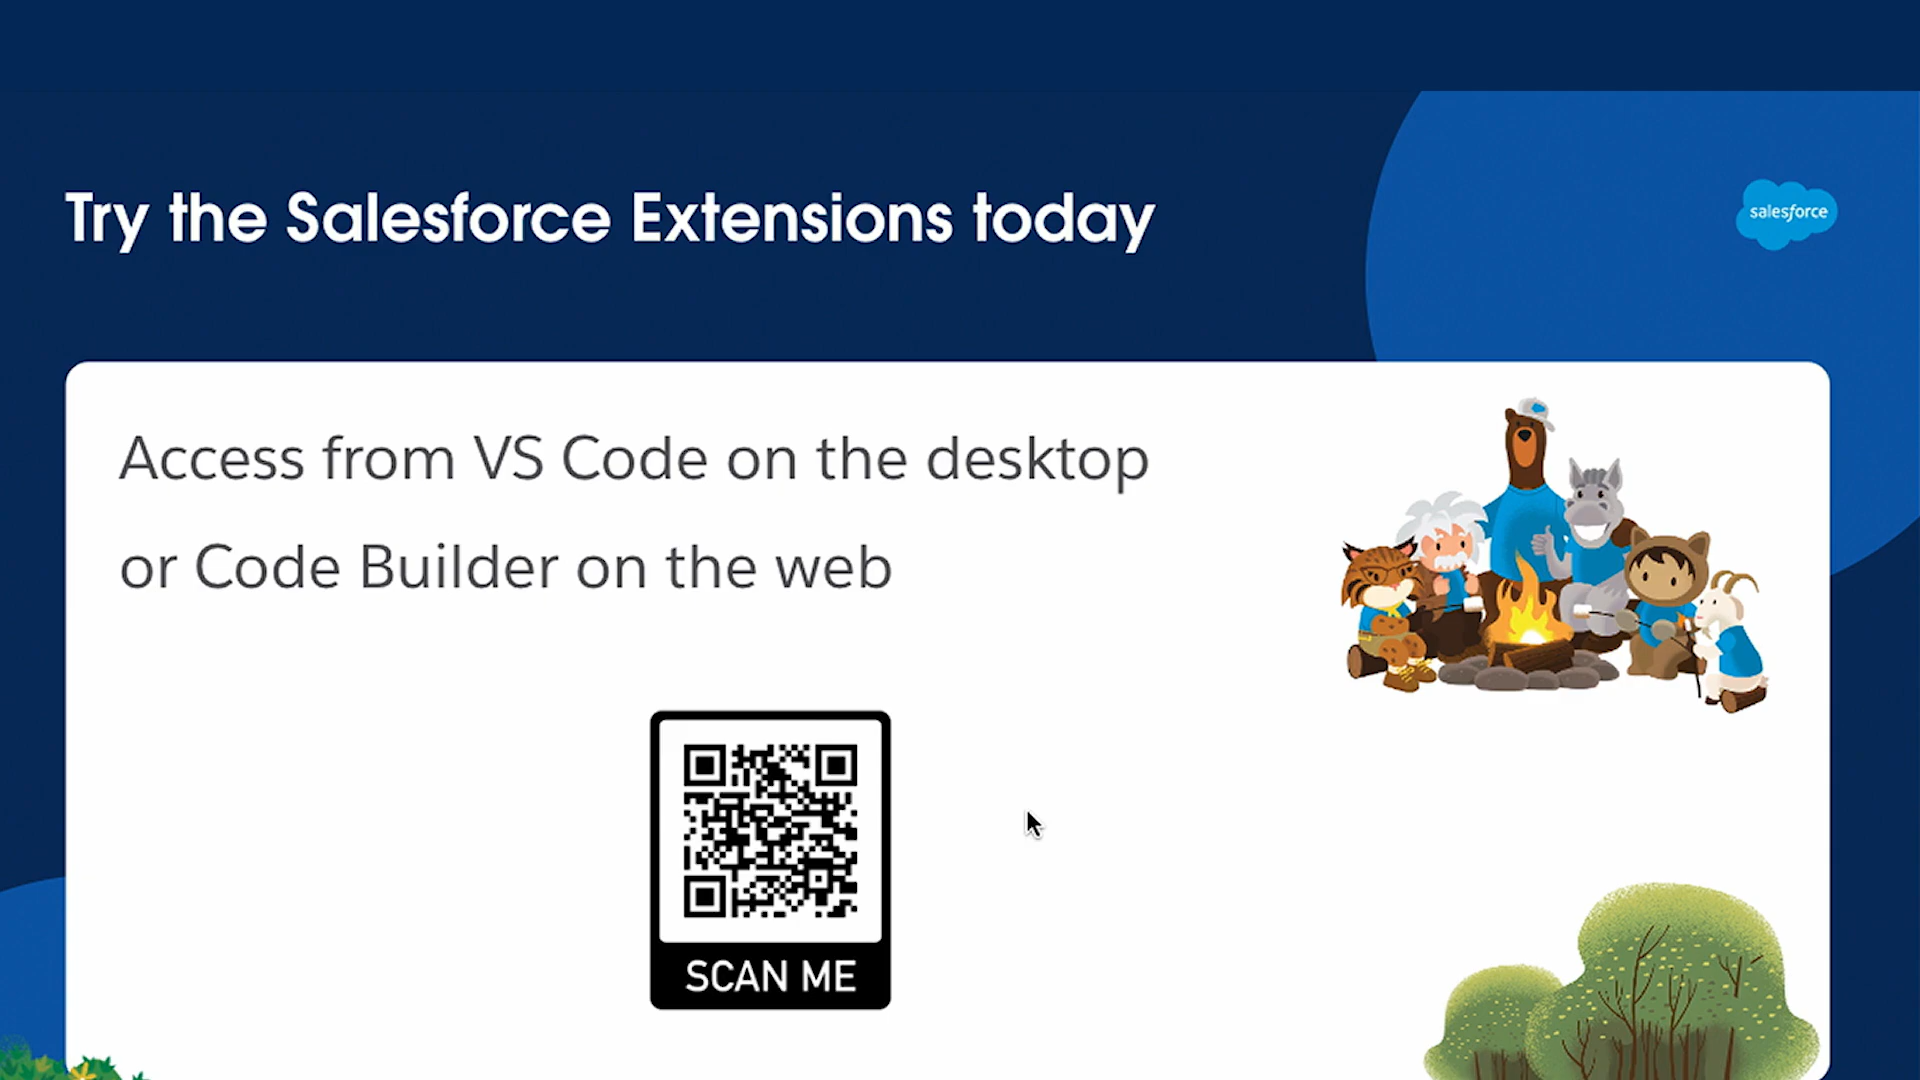 Try the Salesforce Extensions today
salesforce
Access from VS Code on the desktop
or Code Builder on the web
SCAN ME